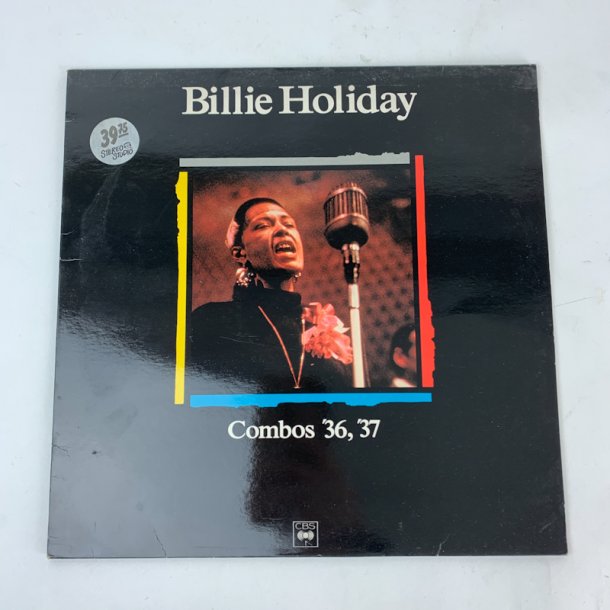 Billie Holiday
39.75
STEREO
STUDIO
Combos '36, '37
CBS